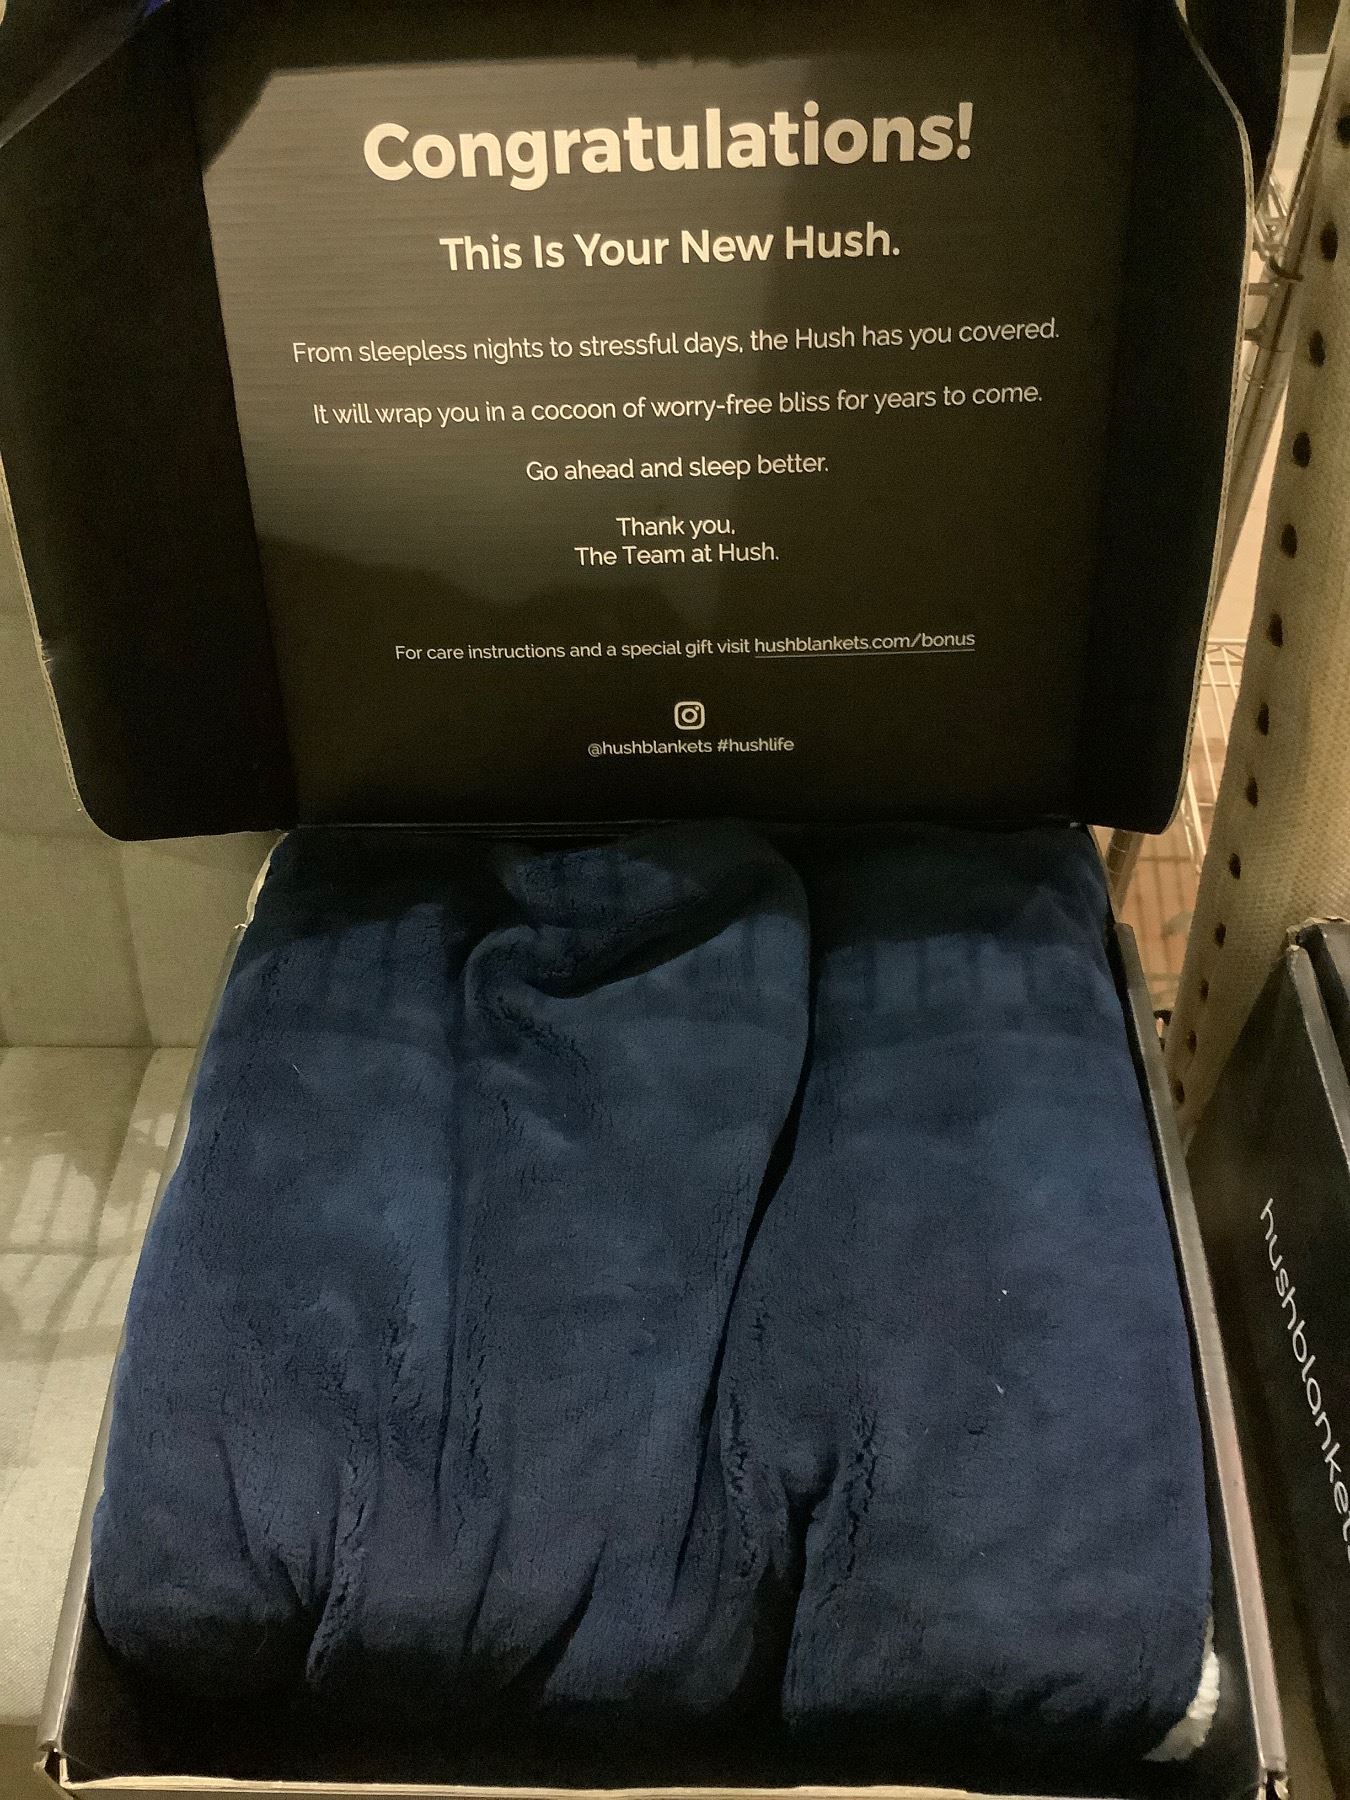 Congratulations!
This Is Your New Hush.
From sleepless nights to stressful days, the Hush has you covered.
It will wrap you in a cocoon of worry-free bliss for years to come.
Go ahead and sleep better.
Thank you,
The Team at Hush.
For care instructions and a special gift visit hushblankets.com/bonus
@hushblankets #hushlife
hushblankets